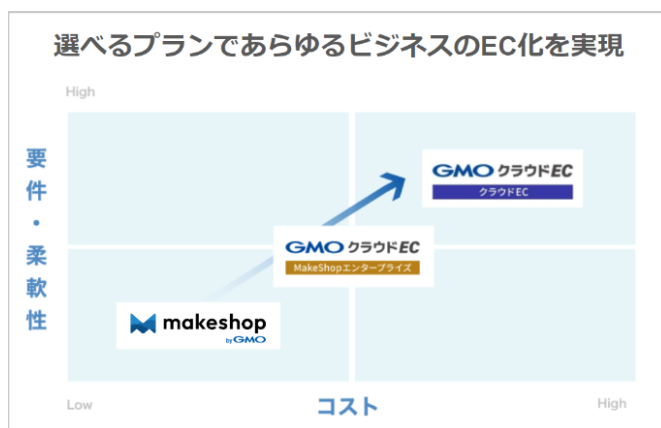 選べるプランであらゆるビジネスのEC化を実現
High
要件・柔軟性
GMO クラウドEC
クラウドEC
GMO クラウドEC
MakeShopエンタープライズ
makeshop
by GMO
Low
コスト
High